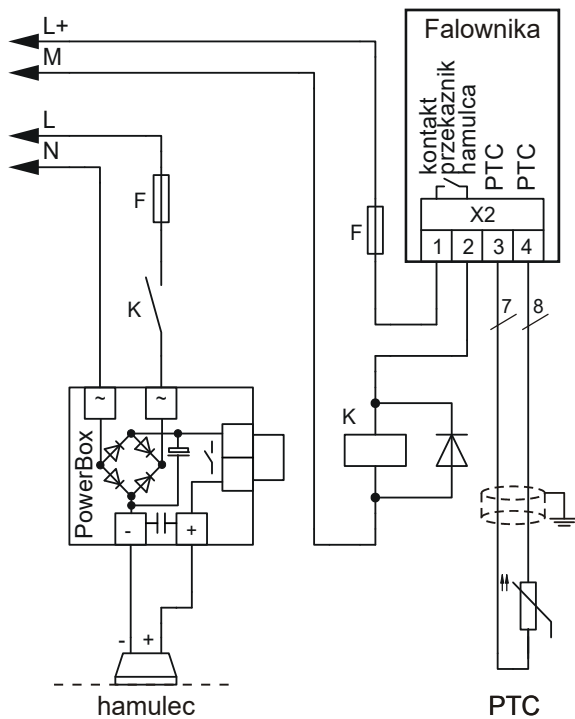 L+
M
L
N
F
K
Falownika
kontakt
przekaznik
hamulca
PTC
PTC
X2
1 2 3 4
F
7 8
K
~ ~
PowerBox
- +
- +
hamulec
PTC